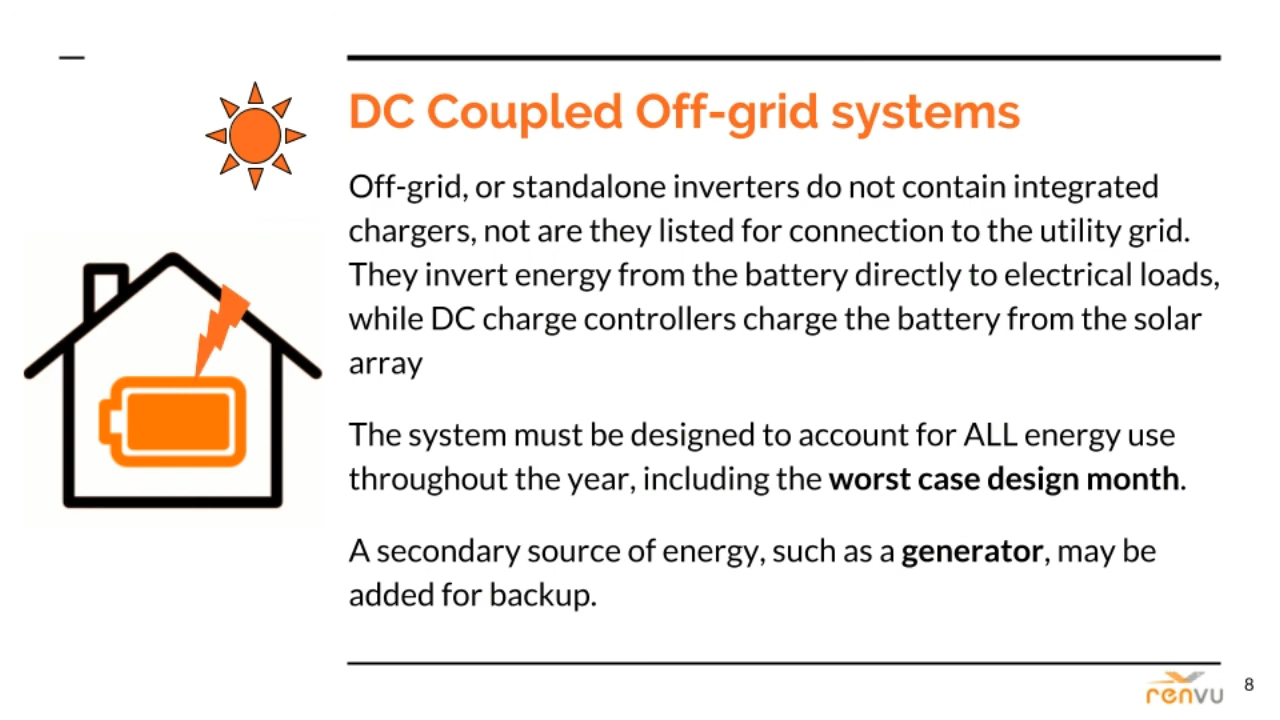 DC Coupled Off-grid systems
Off-grid, or standalone inverters do not contain integrated
chargers, not are they listed for connection to the utility grid.
They invert energy from the battery directly to electrical loads,
while DC charge controllers charge the battery from the solar
array
The system must be designed to account for ALL energy use
throughout the year, including the worst case design month.
A secondary source of energy, such as a generator, may be
added for backup.
renvu
8